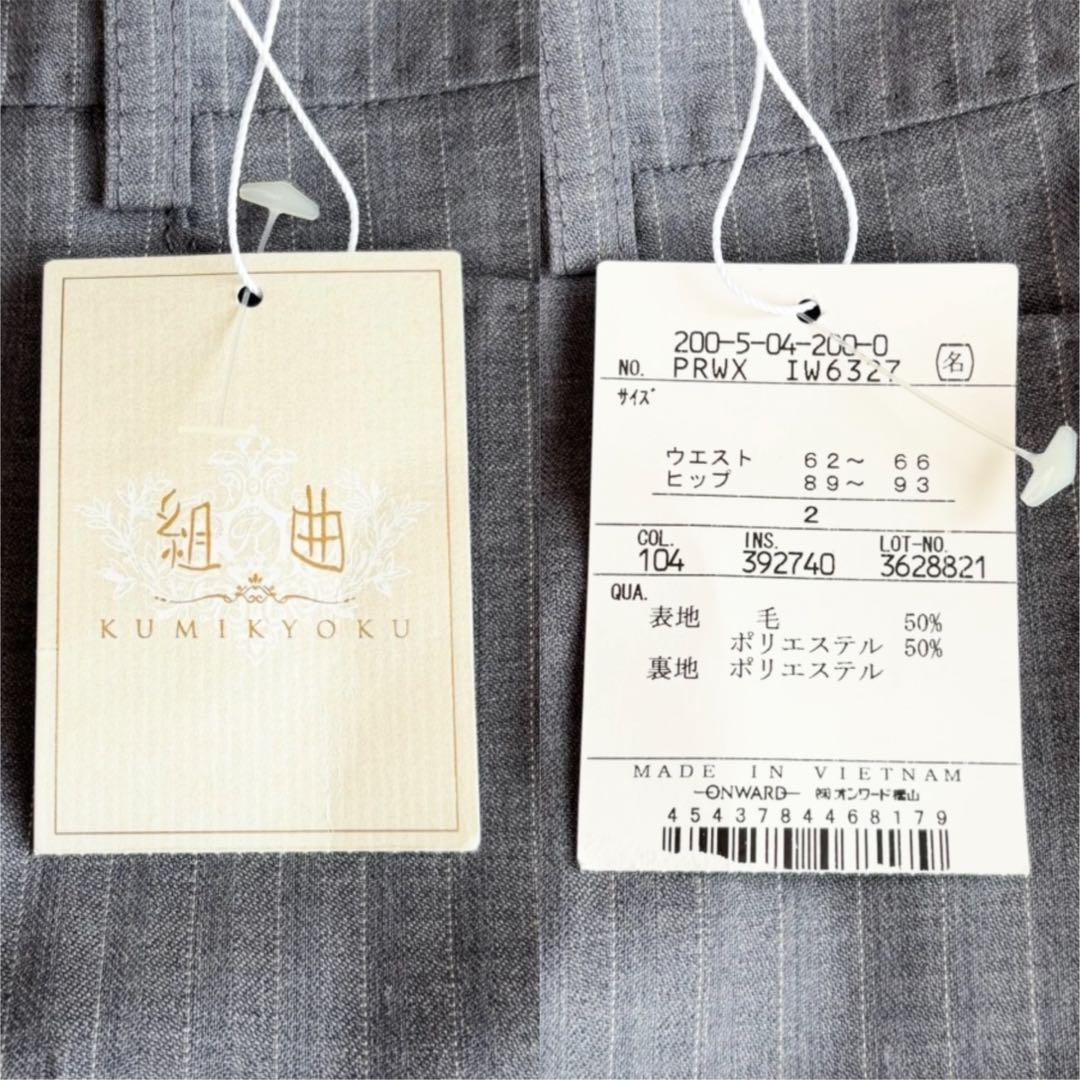 組曲
KUMIKYOKU
200-5-04-200-0
NO. PRWX IW6327 (名)
サイズ
ウエスト 62〜 66
ヒップ 89〜 93
2
COL. INS. LOT-NO.
104 392740 3628821
QUA.
表地 毛 50%
ポリエステル 50%
裏地 ポリエステル
MADE IN VIETNAM
ONWARD ㈱オンワード樫山
4543784468179